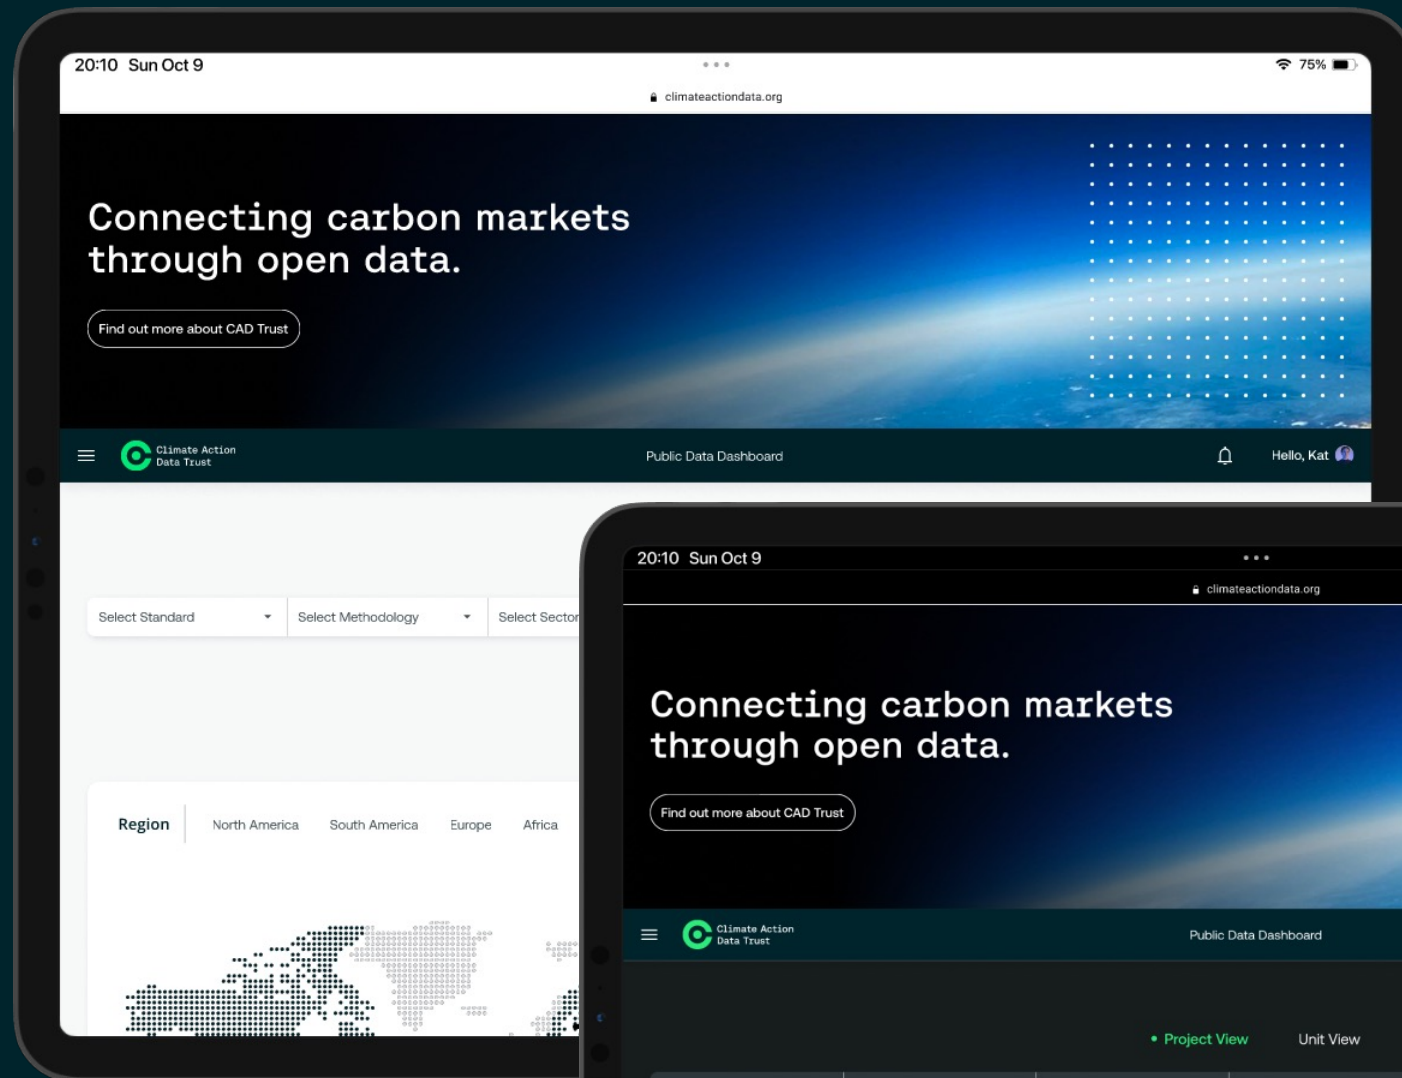 20:10 Sun Oct 9
75%
climateactiondata.org
Connecting carbon markets
through open data.
Find out more about CAD Trust
Climate Action
Data Trust
Public Data Dashboard
Hello, Kat
Select Standard
Select Methodology
Select Sector
Region
North America
South America
Europe
Africa
20:10 Sun Oct 9
climateactiondata.org
Connecting carbon markets
through open data.
Find out more about CAD Trust
Climate Action
Data Trust
Public Data Dashboard
Project View
Unit View